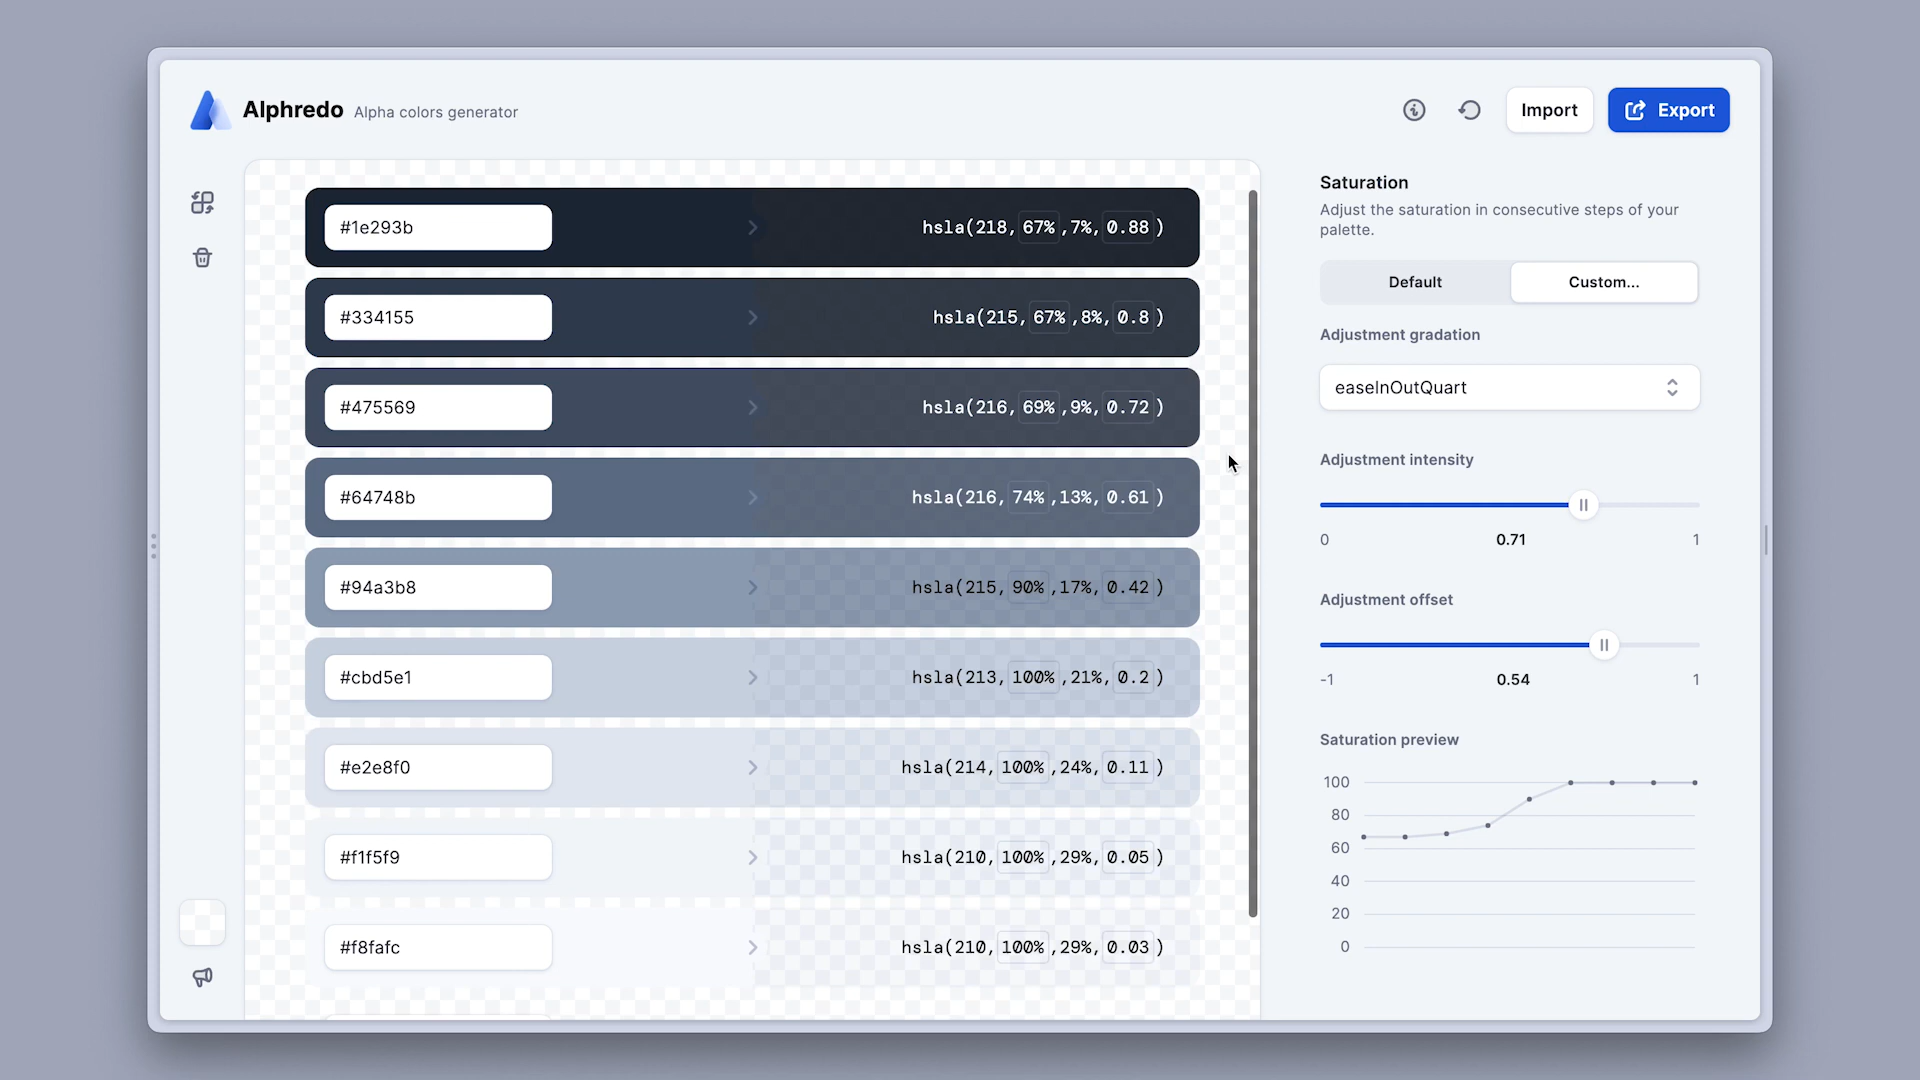 Alphredo Alpha colors generator
Import
Export
#1e293b hsla(218, 67% ,7%, 0.88 )
#334155 hsla(215, 67% ,8%, 0.8 )
#475569 hsla(216, 69% ,9%, 0.72 )
#64748b hsla(216, 74% ,13%, 0.61 )
#94a3b8 hsla(215, 90% ,17%, 0.42 )
#cbd5e1 hsla(213, 100% ,21%, 0.2 )
#e2e8f0 hsla(214, 100% ,24%, 0.11 )
#f1f5f9 hsla(210, 100% ,29%, 0.05 )
#f8fafc hsla(210, 100% ,29%, 0.03 )
Saturation
Adjust the saturation in consecutive steps of your
palette.
Default Custom...
Adjustment gradation
easeInOutQuart
Adjustment intensity
0 0.71 1
Adjustment offset
-1 0.54 1
Saturation preview
100
80
60
40
20
0